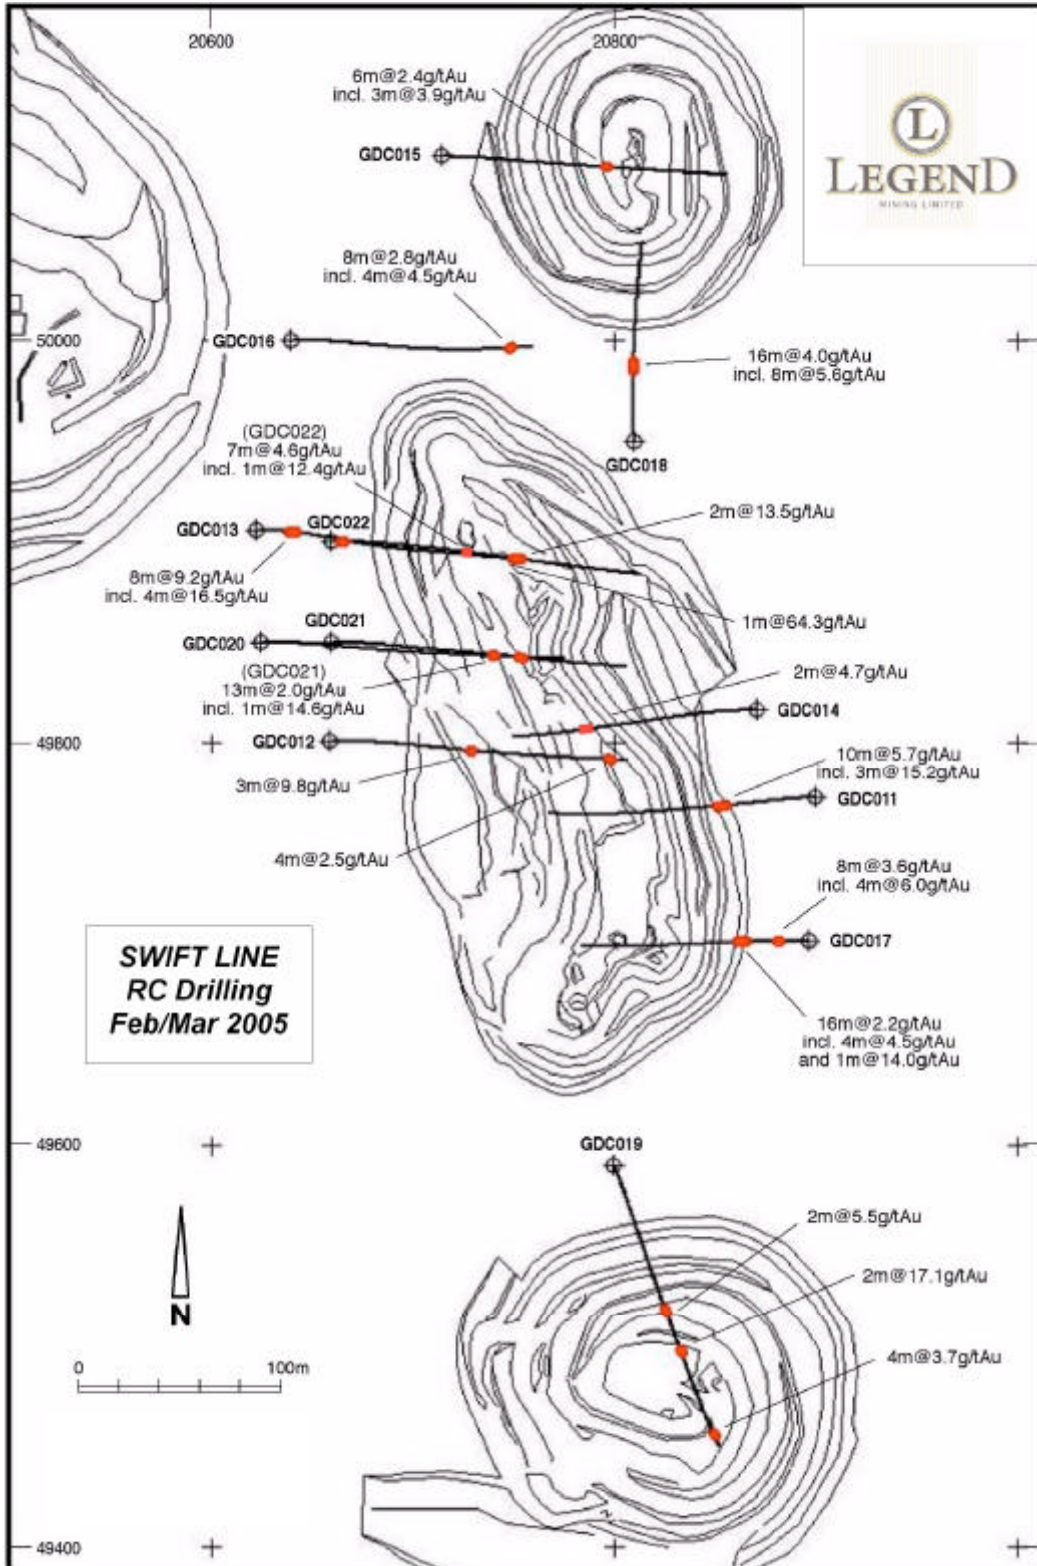 20600
20800
6m@2.4g/tAu
incl. 3m@3.9g/tAu
L
LEGEND
MINING LIMITED
GDC015
8m@2.8g/tAu
incl. 4m@4.5g/tAu
50000
GDC016
16m@4.0g/tAu
incl. 8m@5.6g/tAu
(GDC022)
7m@4.6g/tAu
incl. 1m@12.4g/tAu
GDC018
2m@13.5g/tAu
GDC013
GDC022
8m@9.2g/tAu
incl. 4m@16.5g/tAu
1m@64.3g/tAu
GDC021
GDC020
(GDC021)
13m@2.0g/tAu
incl. 1m@14.6g/tAu
2m@4.7g/tAu
GDC014
49800
GDC012
3m@9.8g/tAu
10m@5.7g/tAu
incl. 3m@15.2g/tAu
GDC011
4m@2.5g/tAu
8m@3.6g/tAu
incl. 4m@6.0g/tAu
GDC017
SWIFT LINE
RC Drilling
Feb/Mar 2005
16m@2.2g/tAu
incl. 4m@4.5g/tAu
and 1m@14.0g/tAu
49600
GDC019
2m@5.5g/tAu
2m@17.1g/tAu
N
0 100m
4m@3.7g/tAu
49400